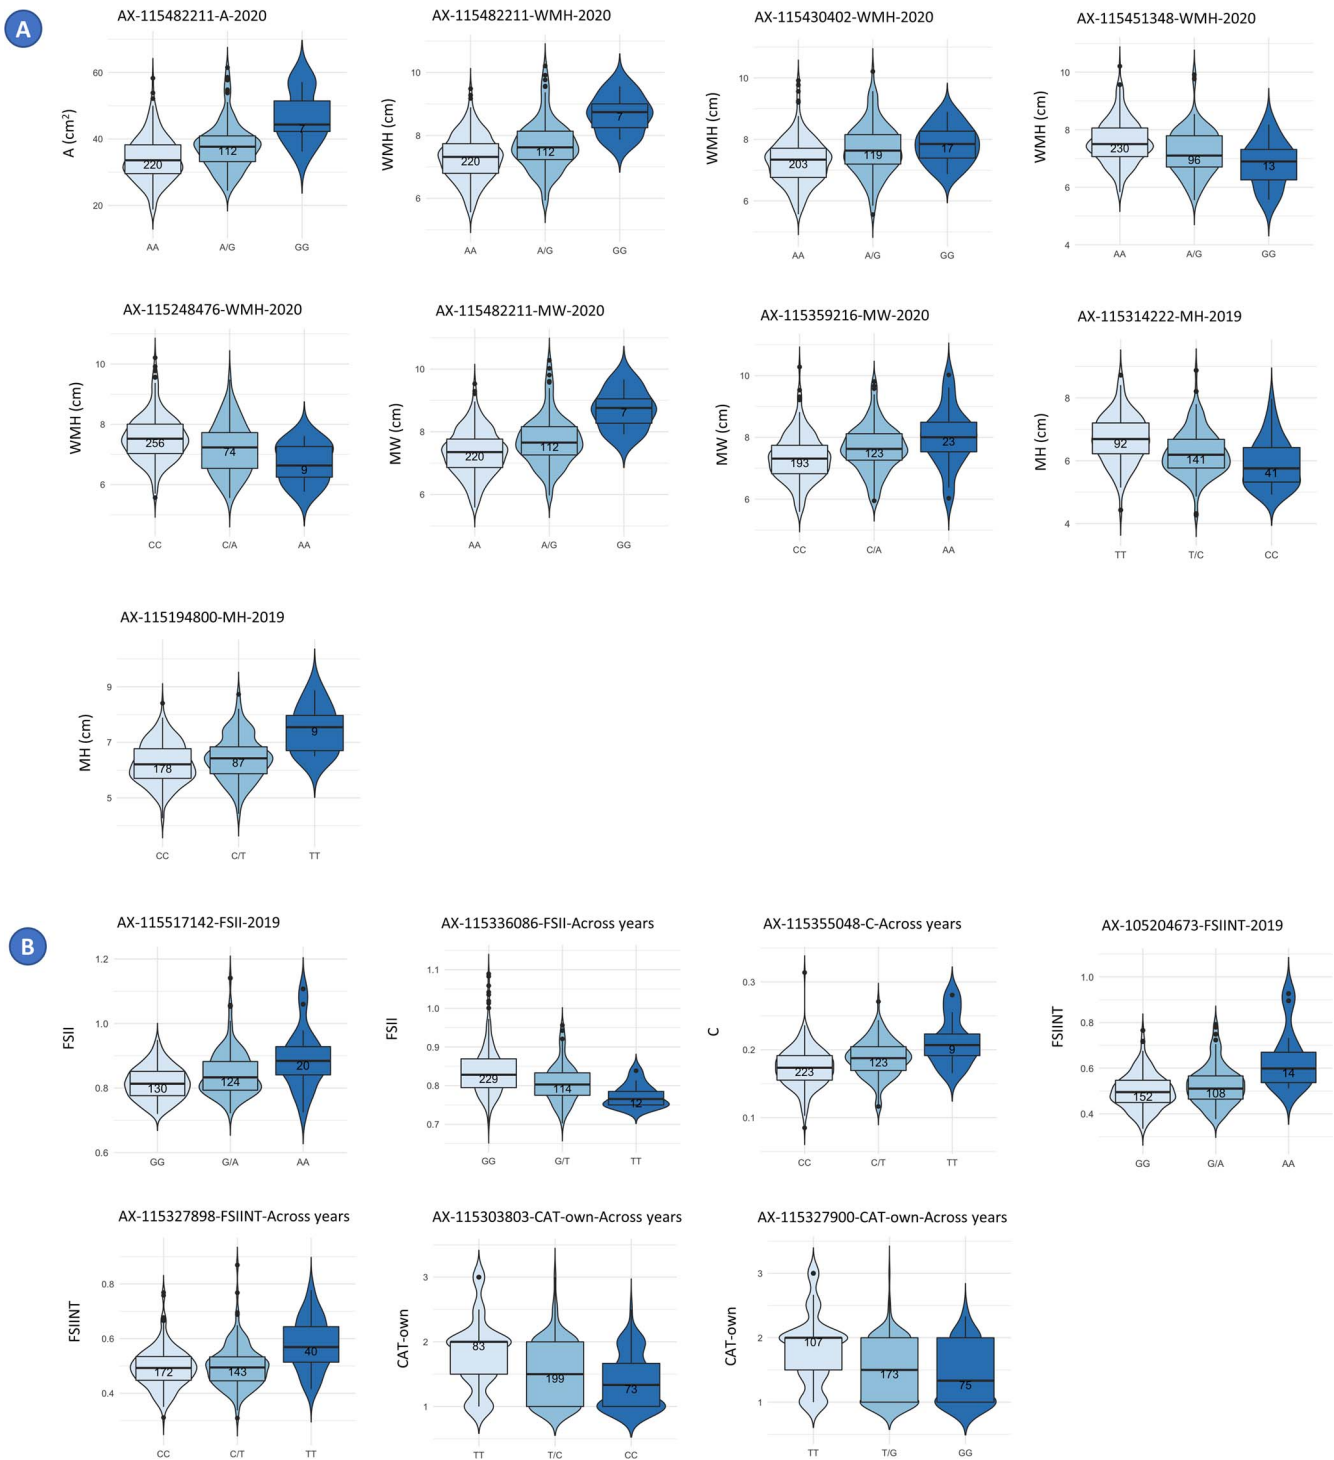 A
AX-115482211-A-2020
A (cm²)
60
40
20
220
112
7
AA
A/G
GG
AX-115482211-WMH-2020
WMH (cm)
10
8
6
220
112
7
AA
A/G
GG
AX-115430402-WMH-2020
WMH (cm)
10
8
6
203
119
17
AA
A/G
GG
AX-115451348-WMH-2020
WMH (cm)
10
8
6
4
230
96
13
AA
A/G
GG
AX-115248476-WMH-2020
WMH (cm)
10
8
6
256
74
9
CC
C/A
AA
AX-115482211-MW-2020
MW (cm)
10
8
6
220
112
7
AA
A/G
GG
AX-115359216-MW-2020
MW (cm)
10
8
6
193
123
23
CC
C/A
AA
AX-115314222-MH-2019
MH (cm)
8
6
4
92
141
41
TT
T/C
CC
AX-115194800-MH-2019
MH (cm)
9
7
5
178
87
9
CC
C/T
TT
B
AX-115517142-FSII-2019
FSII
1.2
1.0
0.8
0.6
130
124
20
GG
G/A
AA
AX-115336086-FSII-Across years
FSII
1.1
1.0
0.9
0.8
0.7
229
114
12
GG
G/T
TT
AX-115355048-C-Across years
C
0.3
0.2
0.1
223
123
9
CC
C/T
TT
AX-105204673-FSIINT-2019
FSIINT
1.0
0.8
0.6
0.4
152
108
14
GG
G/A
AA
AX-115327898-FSIINT-Across years
FSIINT
0.8
0.6
0.4
172
143
40
CC
C/T
TT
AX-115303803-CAT-own-Across years
CAT-own
3
2
1
83
199
73
TT
T/C
CC
AX-115327900-CAT-own-Across years
CAT-own
3
2
1
107
173
75
TT
T/G
GG